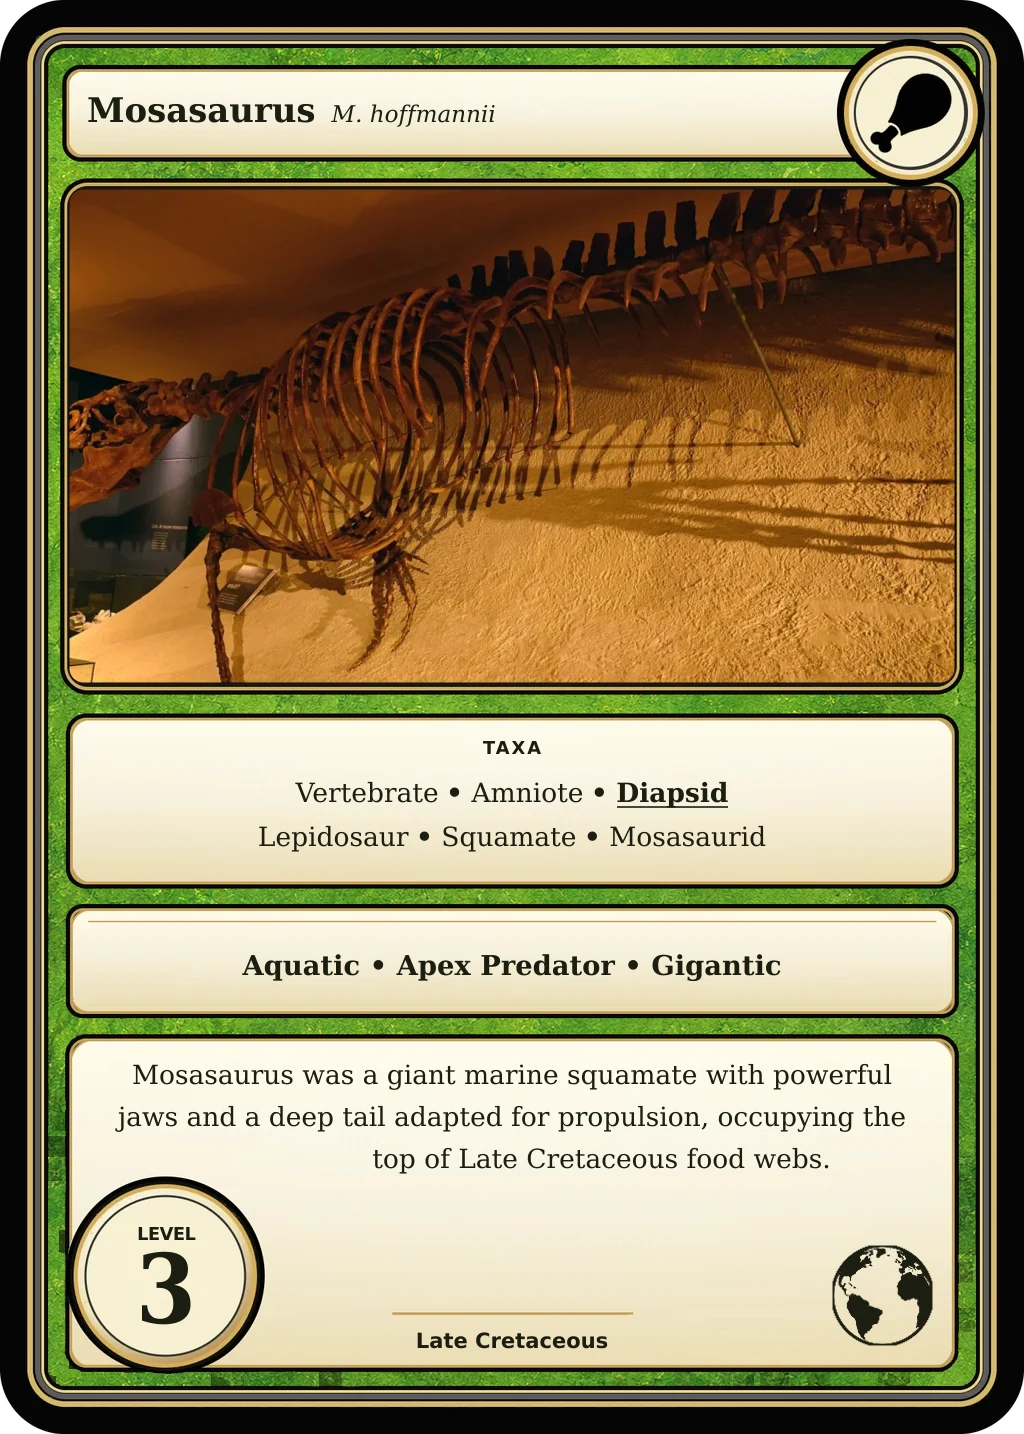 Mosasaurus M. hoffmannii
TAXA
Vertebrate • Amniote • Diapsid
Lepidosaur • Squamate • Mosasaurid
Aquatic • Apex Predator • Gigantic
Mosasaurus was a giant marine squamate with powerful
jaws and a deep tail adapted for propulsion, occupying the
top of Late Cretaceous food webs.
LEVEL
3
Late Cretaceous